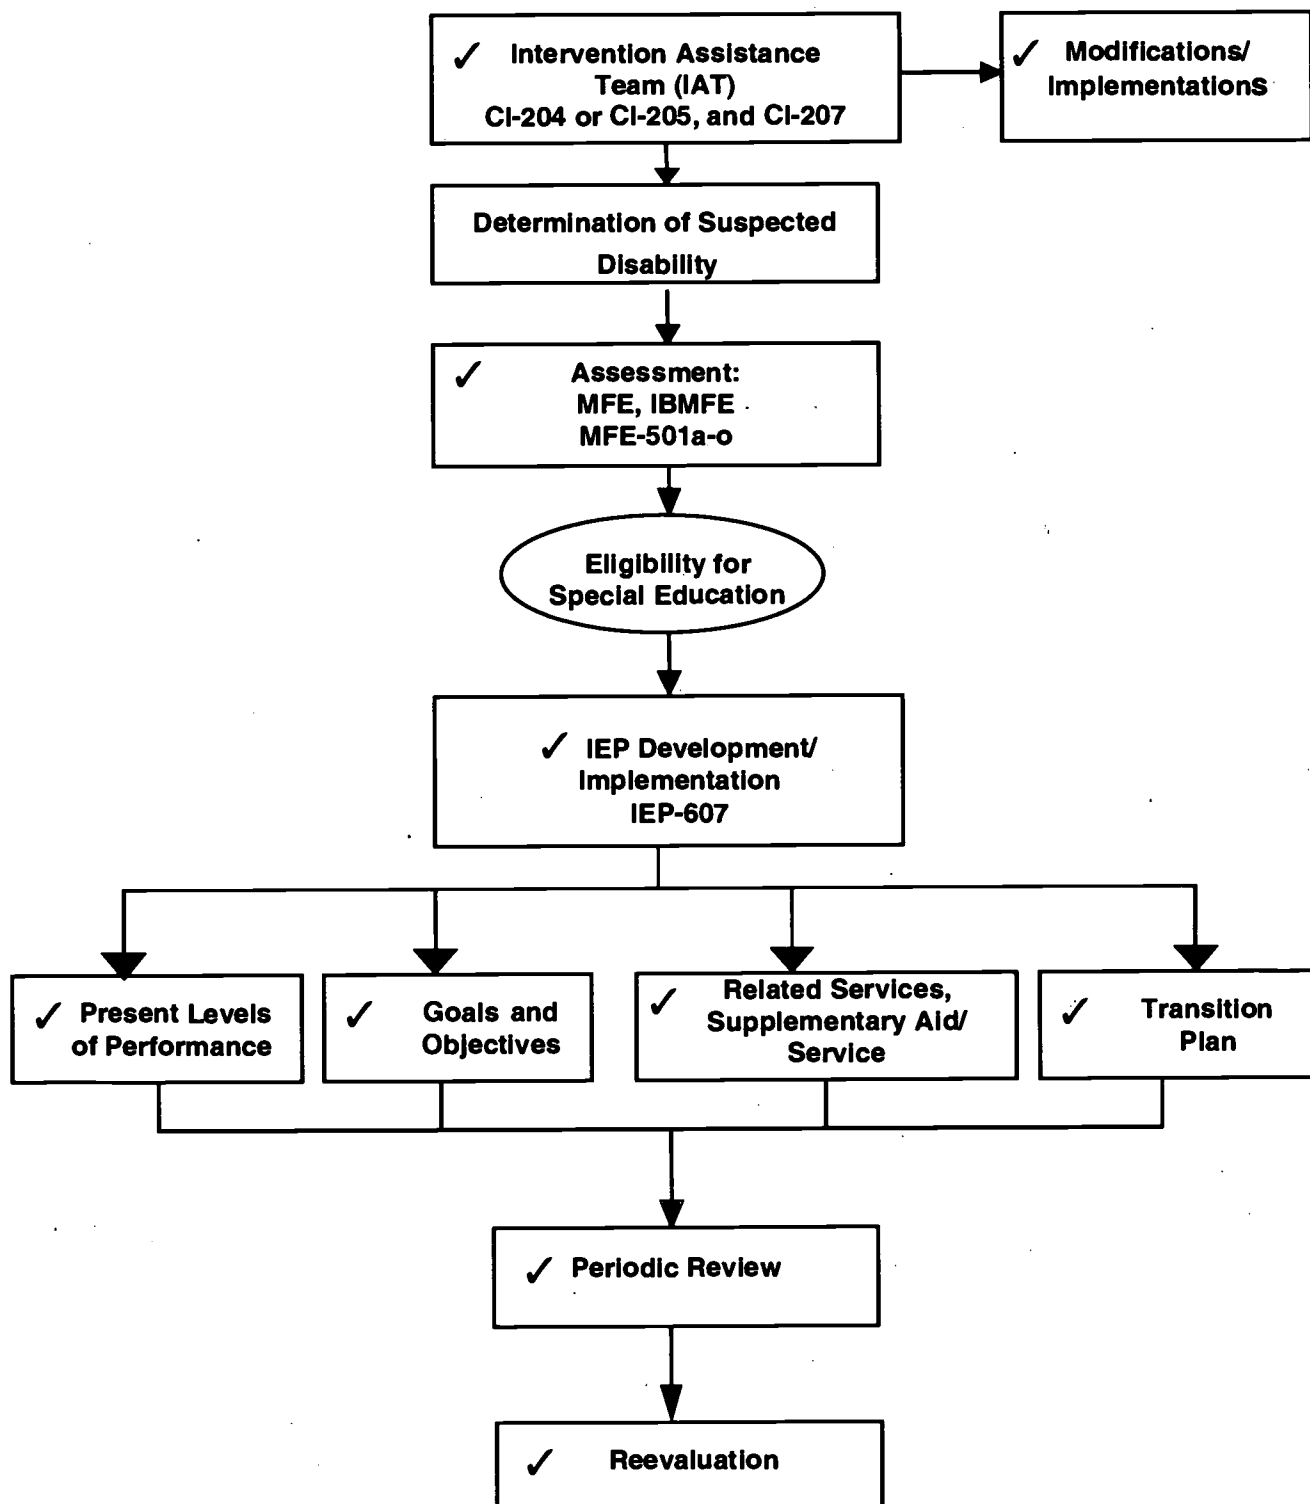 ✓ Intervention Assistance
Team (IAT)
CI-204 or CI-205, and CI-207
✓ Modifications/
Implementations
Determination of Suspected
Disability
✓ Assessment:
MFE, IBMFE
MFE-501a-o
Eligibility for
Special Education
✓ IEP Development/
Implementation
IEP-607
✓ Present Levels
of Performance
✓ Goals and
Objectives
✓ Related Services,
Supplementary Aid/
Service
✓ Transition
Plan
✓ Periodic Review
✓ Reevaluation